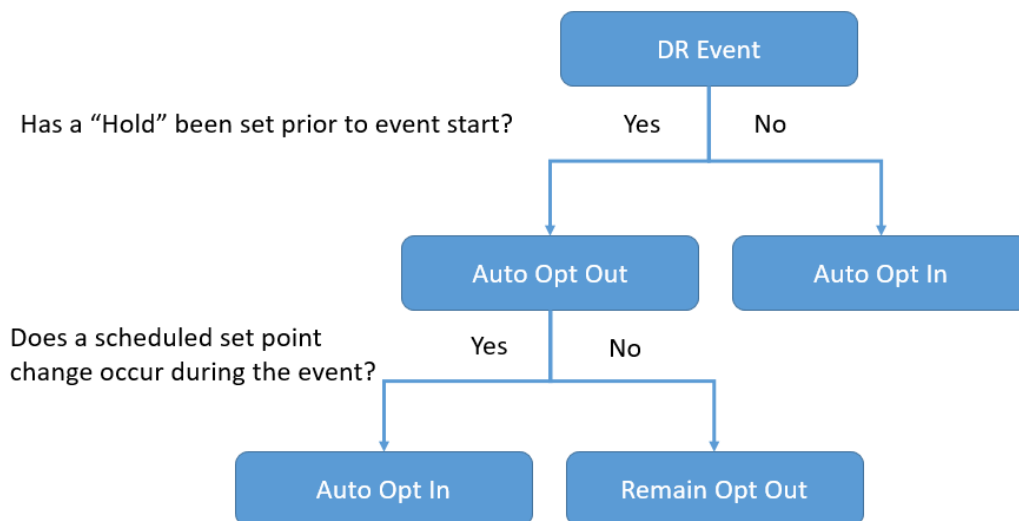 DR Event
Has a “Hold” been set prior to event start?
Yes
No
Auto Opt Out
Auto Opt In
Does a scheduled set point
change occur during the event?
Yes
No
Auto Opt In
Remain Opt Out